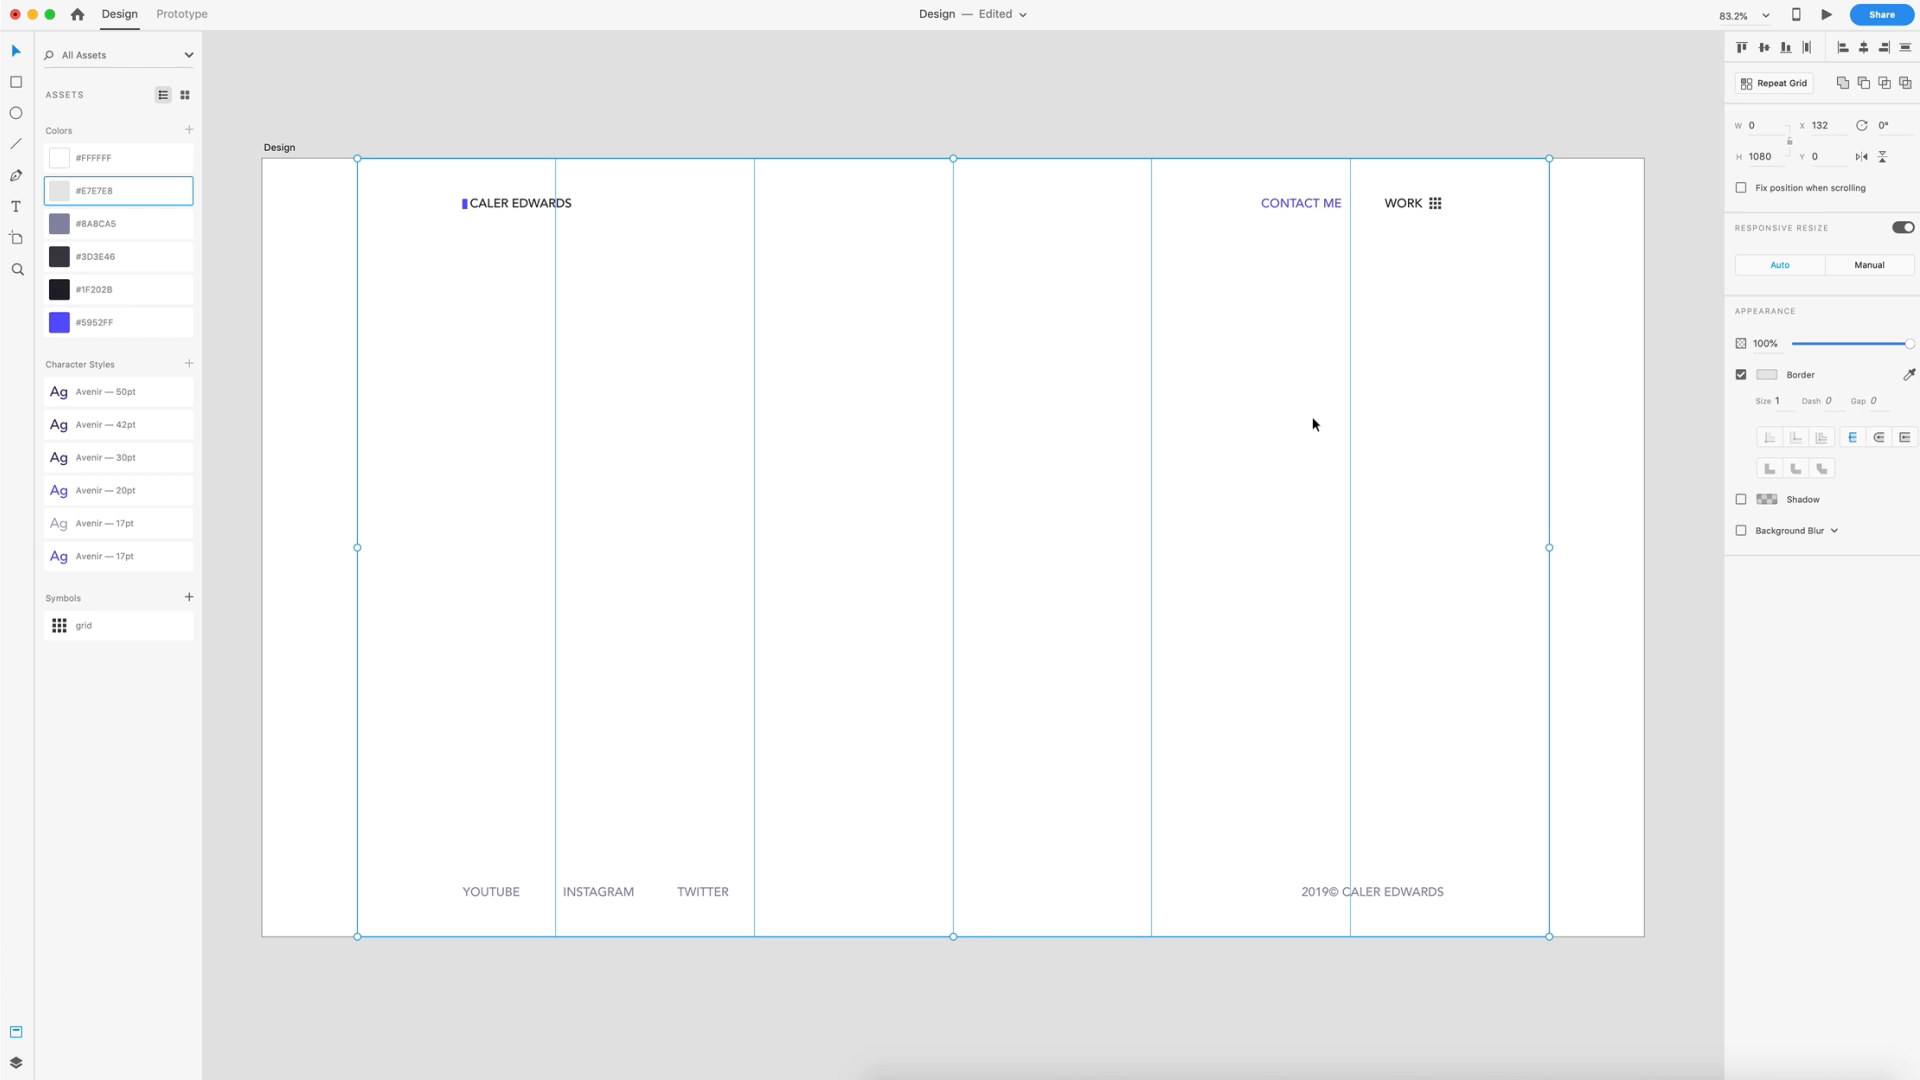 Design
Prototype
Design — Edited
83.2%
Share
All Assets
ASSETS
Colors
#FFFFFF
#E7E7E8
#8A8CA5
#3D3E46
#1F202B
#5952FF
Character Styles
Ag Avenir — 50pt
Ag Avenir — 42pt
Ag Avenir — 30pt
Ag Avenir — 20pt
Ag Avenir — 17pt
Ag Avenir — 17pt
Symbols
grid
Design
CALER EDWARDS
CONTACT ME
WORK
YOUTUBE
INSTAGRAM
TWITTER
2019© CALER EDWARDS
Repeat Grid
W 0 X 132 0°
H 1080 Y 0
Fix position when scrolling
RESPONSIVE RESIZE
Auto
Manual
APPEARANCE
100%
Border
Size 1 Dash 0 Gap 0
Shadow
Background Blur